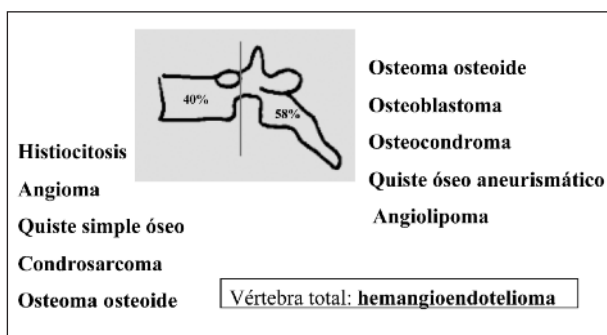 40%
58%
Histiocitosis
Angioma
Quiste simple óseo
Condrosarcoma
Osteoma osteoide
Osteoma osteoide
Osteoblastoma
Osteocondroma
Quiste óseo aneurismático
Angiolipoma
Vértebra total: hemangioendotelioma